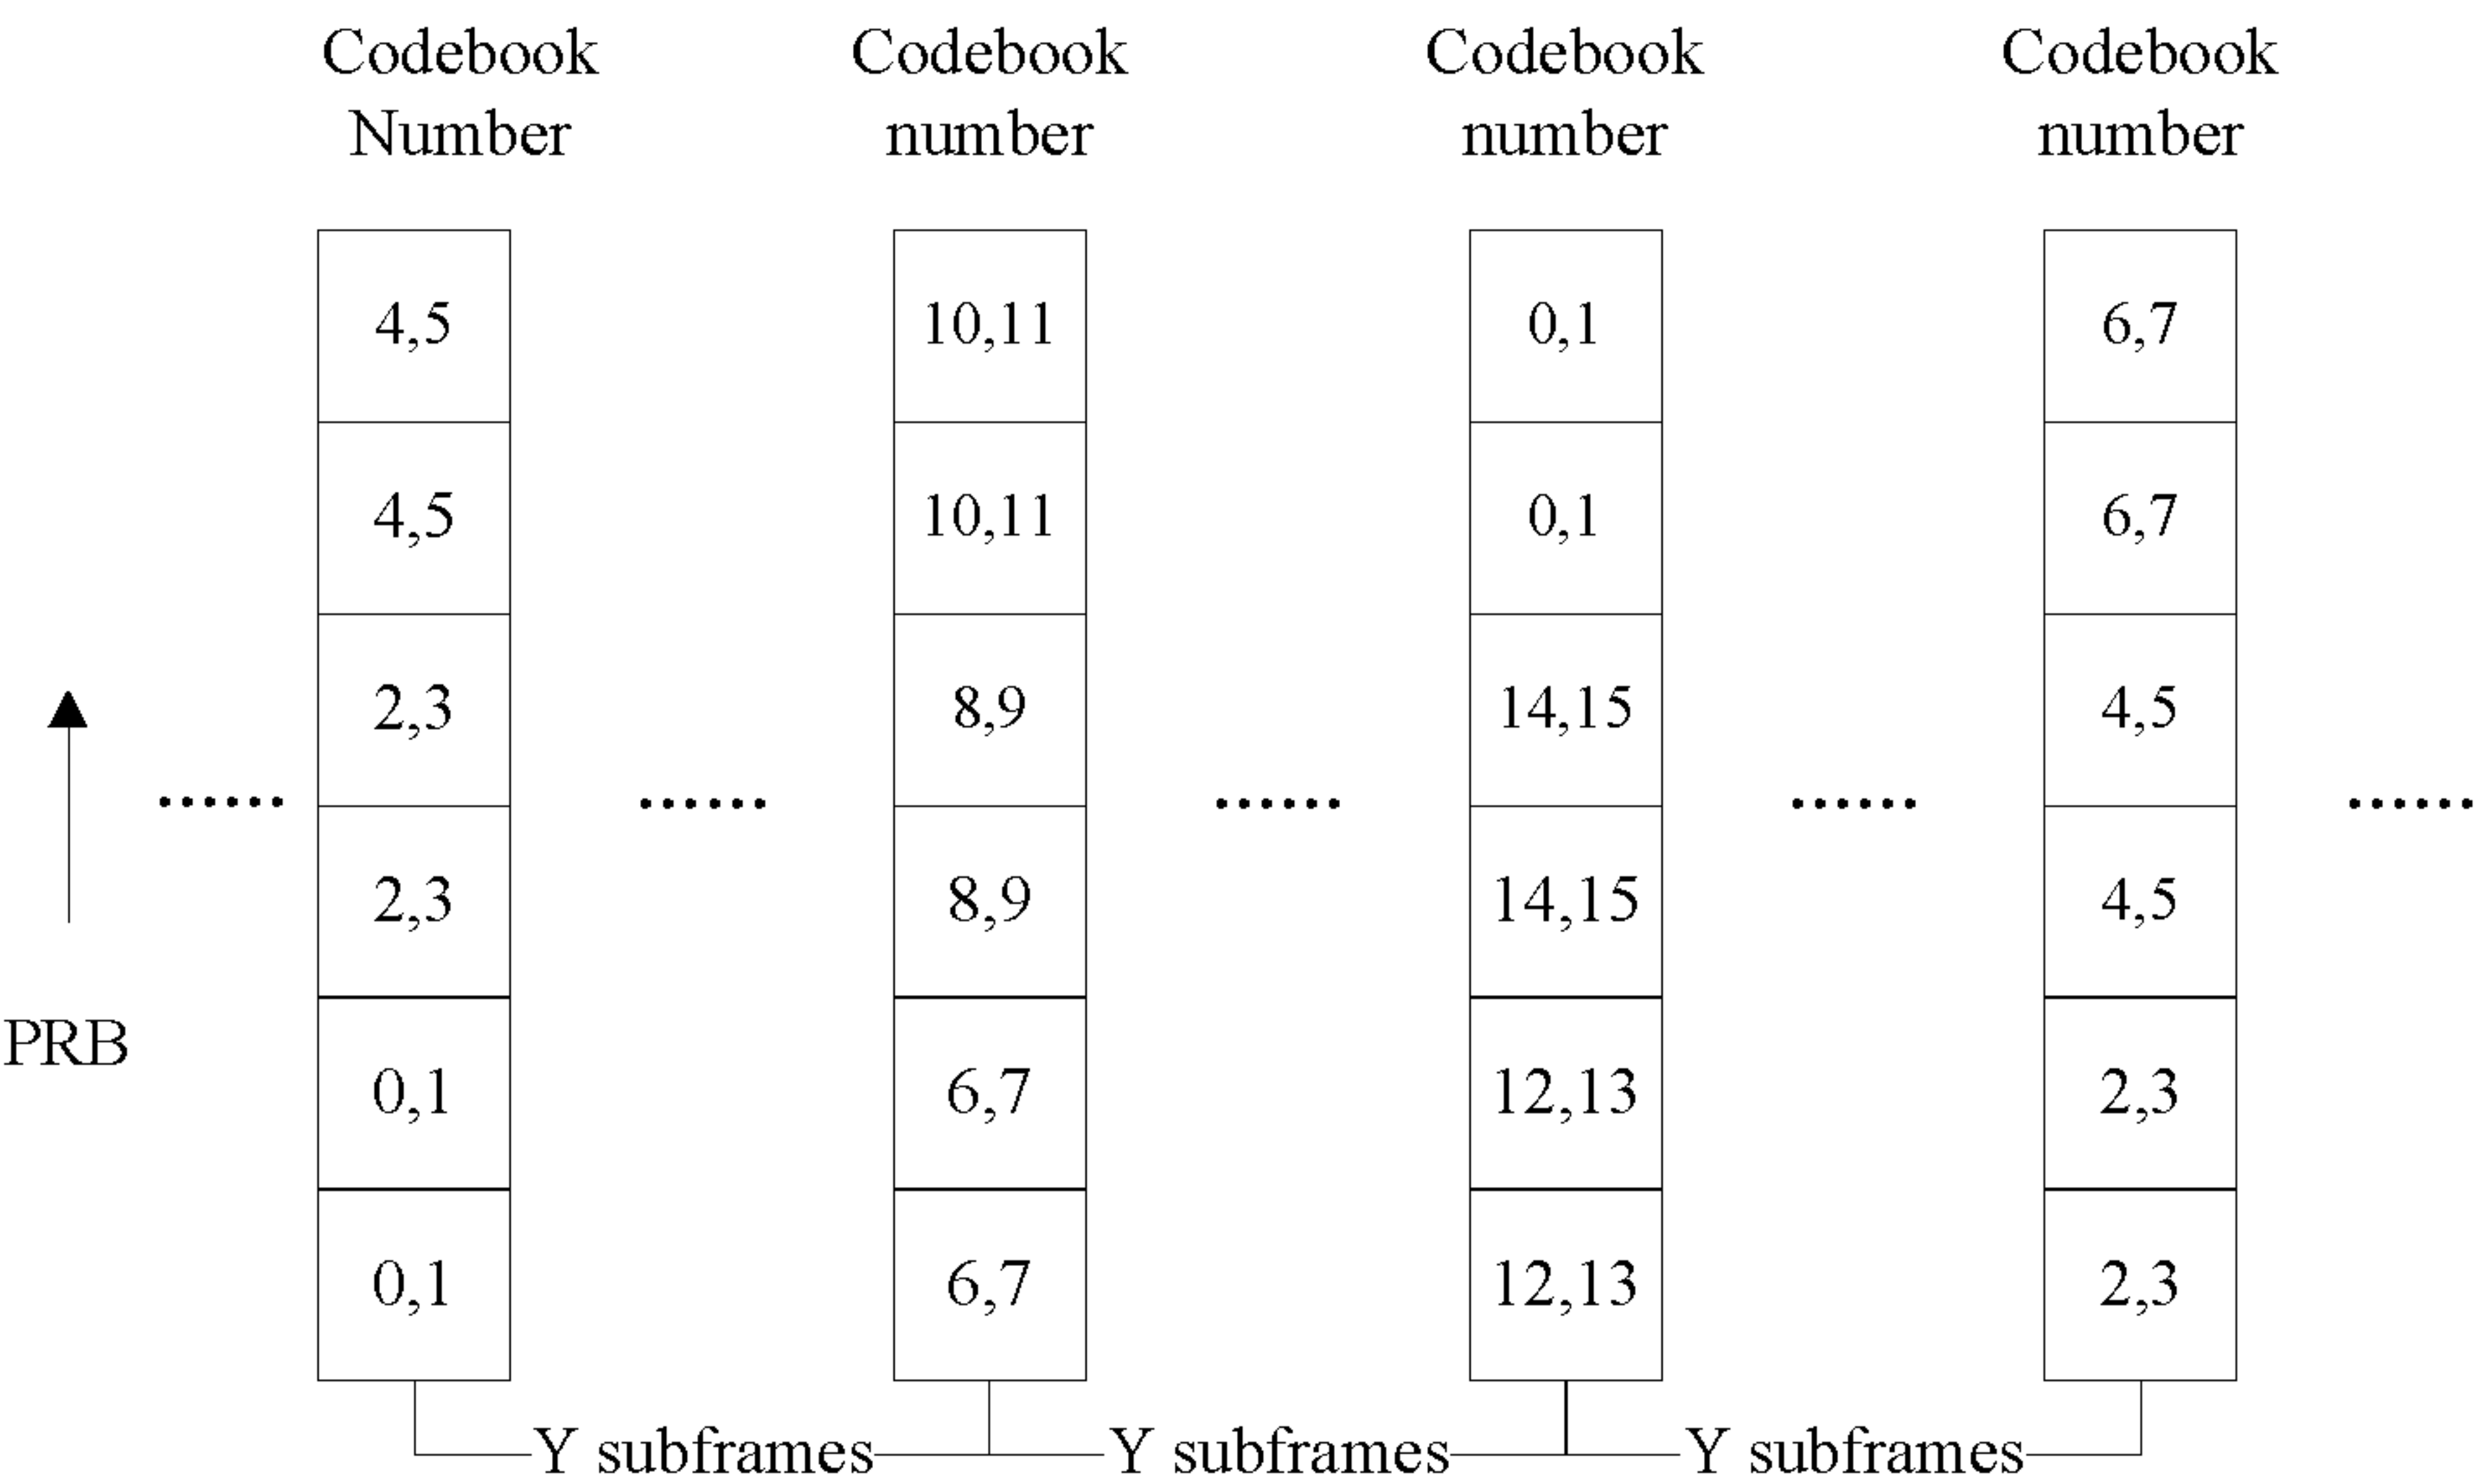 Codebook Codebook Codebook Codebook
Number number number number
4,5 10,11 0,1 6,7
4,5 10,11 0,1 6,7
2,3 8,9 14,15 4,5
...... ...... ...... ...... ......
2,3 8,9 14,15 4,5
PRB
0,1 6,7 12,13 2,3
0,1 6,7 12,13 2,3
Y subframes Y subframes Y subframes